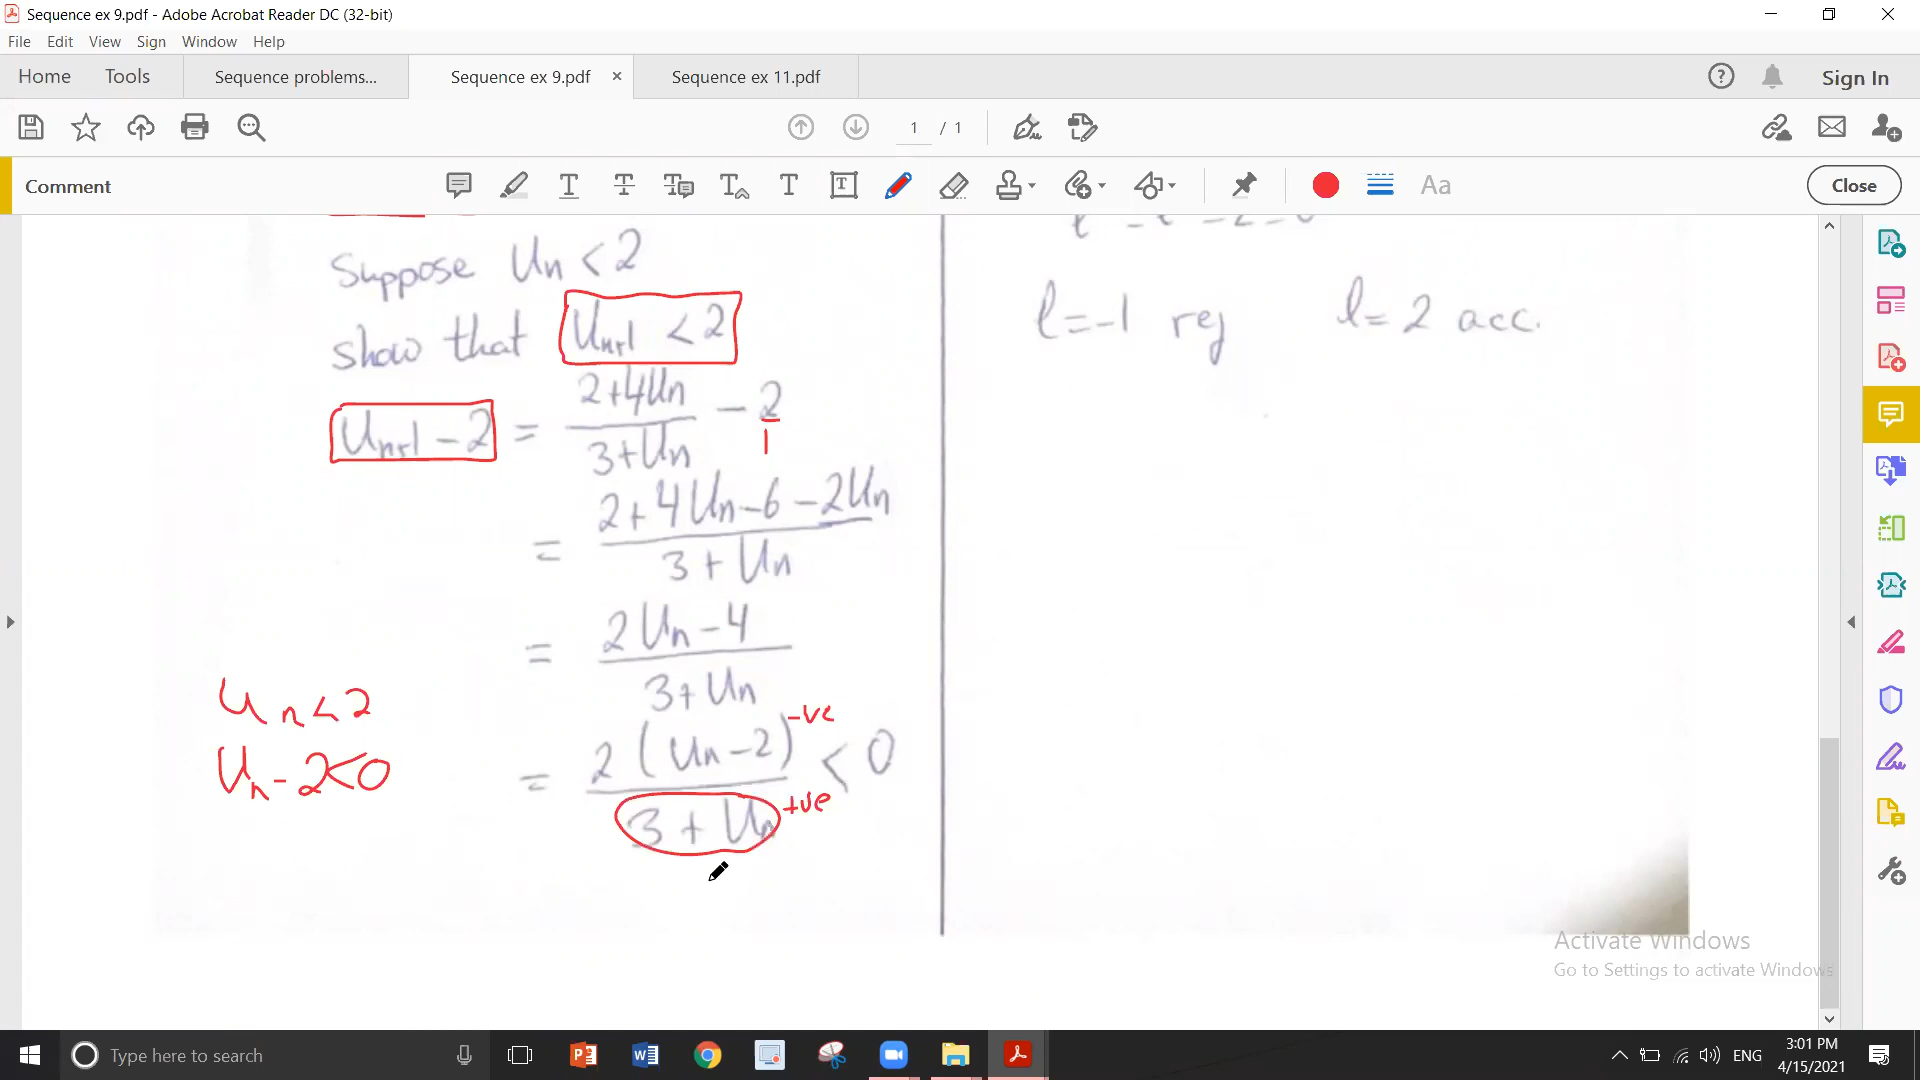 Sequence ex 9.pdf - Adobe Acrobat Reader DC (32-bit)
File Edit View Sign Window Help
Home Tools Sequence problems... Sequence ex 9.pdf × Sequence ex 11.pdf Sign In
1 / 1
Comment Aa Close
Suppose Un < 2
show that Un+1 < 2
Un+1 - 2 = (2+4Un)/(3+Un) - 2/1
= (2+4Un-6-2Un)/(3+Un)
= (2Un-4)/(3+Un)
Un<2
Un-2<0
= 2(Un-2)/(3+Un) < 0
-ve
+ve
l=-1 rej l=2 acc.
Activate Windows
Go to Settings to activate Windows
Type here to search
ENG
3:01 PM
4/15/2021